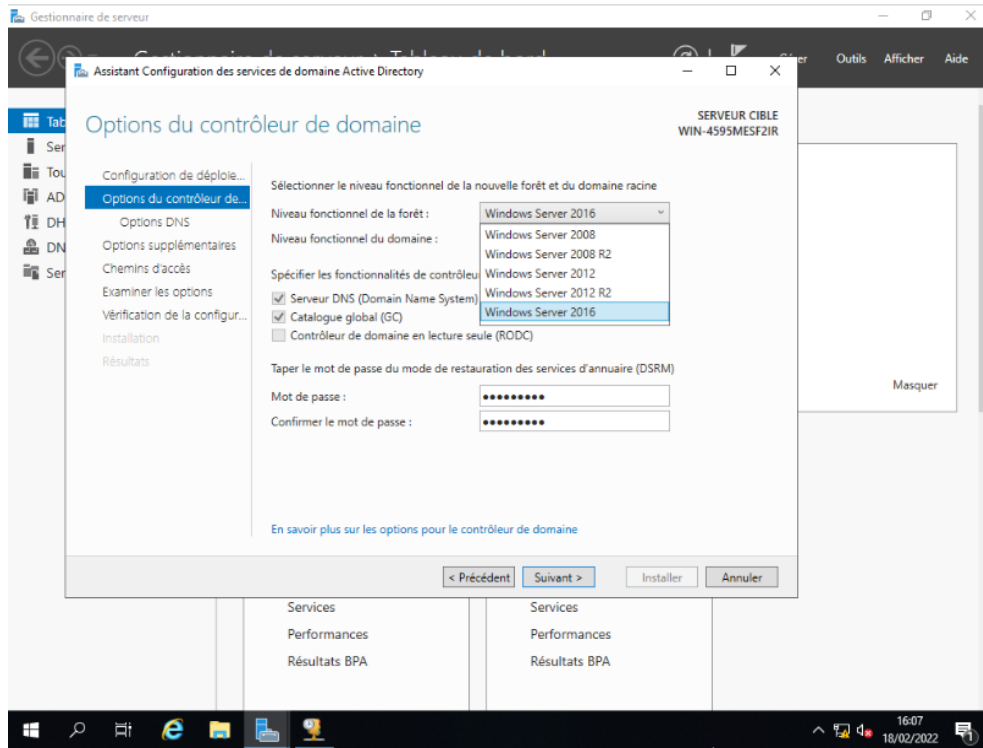 Gestionnaire de serveur
Outils Afficher Aide
Assistant Configuration des services de domaine Active Directory
Options du contrôleur de domaine
SERVEUR CIBLE
WIN-4595MESF2IR
Tab
Ser
Tou
AD
DH
DN
Ser
Configuration de déploie...
Options du contrôleur de...
Options DNS
Options supplémentaires
Chemins d'accès
Examiner les options
Vérification de la configur...
Installation
Résultats
Sélectionner le niveau fonctionnel de la nouvelle forêt et du domaine racine
Niveau fonctionnel de la forêt : Windows Server 2016
Niveau fonctionnel du domaine :
Windows Server 2008
Windows Server 2008 R2
Windows Server 2012
Windows Server 2012 R2
Windows Server 2016
Spécifier les fonctionnalités de contrôleu
Serveur DNS (Domain Name System)
Catalogue global (GC)
Contrôleur de domaine en lecture seule (RODC)
Taper le mot de passe du mode de restauration des services d'annuaire (DSRM)
Mot de passe : •••••••••
Confirmer le mot de passe : •••••••••
En savoir plus sur les options pour le contrôleur de domaine
< Précédent Suivant > Installer Annuler
Masquer
Services
Performances
Résultats BPA
Services
Performances
Résultats BPA
16:07
18/02/2022